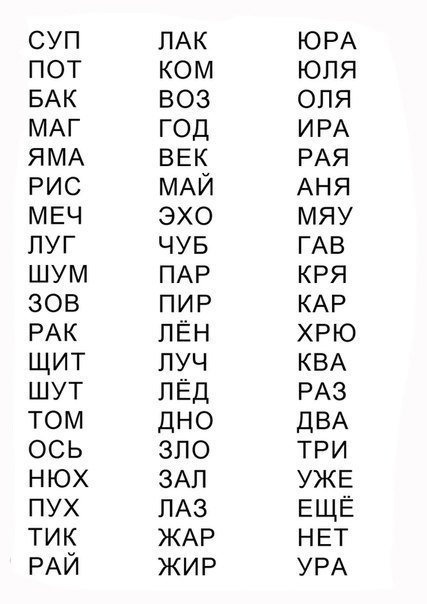 СУП ЛАК ЮРА
ПОТ КОМ ЮЛЯ
БАК ВОЗ ОЛЯ
МАГ ГОД ИРА
ЯМА ВЕК РАЯ
РИС МАЙ АНЯ
МЕЧ ЭХО МЯУ
ЛУГ ЧУБ ГАВ
ШУМ ПАР КРЯ
ЗОВ ПИР КАР
РАК ЛЁН ХРЮ
ЩИТ ЛУЧ КВА
ШУТ ЛЁД РАЗ
ТОМ ДНО ДВА
ОСЬ ЗЛО ТРИ
НЮХ ЗАЛ УЖЕ
ПУХ ЛАЗ ЕЩЁ
ТИК ЖАР НЕТ
РАЙ ЖИР УРА